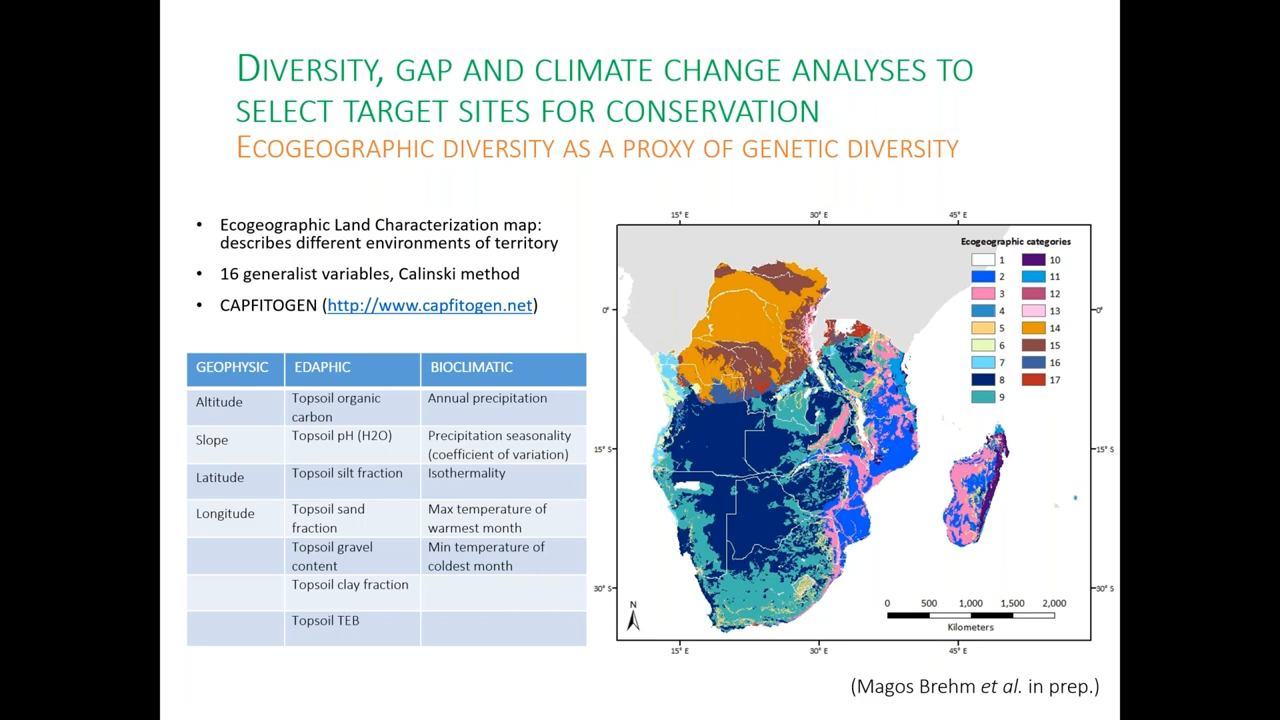 DIVERSITY, GAP AND CLIMATE CHANGE ANALYSES TO
SELECT TARGET SITES FOR CONSERVATION
ECOGEOGRAPHIC DIVERSITY AS A PROXY OF GENETIC DIVERSITY
• Ecogeographic Land Characterization map:
describes different environments of territory
• 16 generalist variables, Calinski method
• CAPFITOGEN (http://www.capfitogen.net)
GEOPHYSIC EDAPHIC BIOCLIMATIC
Altitude Topsoil organic Annual precipitation
carbon
Slope Topsoil pH (H2O) Precipitation seasonality
(coefficient of variation)
Latitude Topsoil silt fraction Isothermality
Longitude Topsoil sand Max temperature of
fraction warmest month
Topsoil gravel Min temperature of
content coldest month
Topsoil clay fraction
Topsoil TEB
15° E 30° E 45° E
Ecogeographic categories
1 10
2 11
3 12
4 13
5 14
6 15
7 16
8 17
9
0° 0°
15° S 15° S
30° S 30° S
N
0 500 1,000 1,500 2,000
Kilometers
15° E 30° E 45° E
(Magos Brehm et al. in prep.)